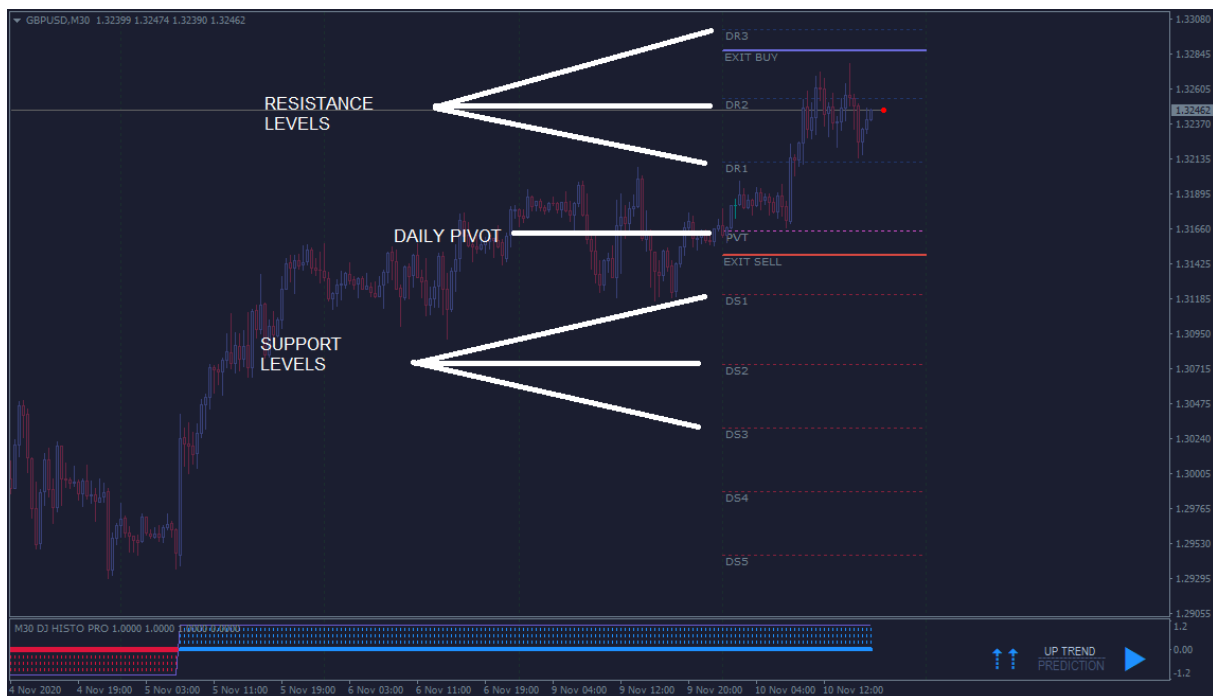 GBPUSD,M30 1.32399 1.32474 1.32390 1.32462
1.33080
DR3
EXIT BUY
1.32845
RESISTANCE
LEVELS
DR2
1.32605
1.32462
1.32370
DR1
1.32135
1.31895
DAILY PIVOT
PVT
1.31660
EXIT SELL
1.31425
DS1
1.31185
1.30950
SUPPORT
LEVELS
DS2
1.30715
1.30475
DS3
1.30240
1.30005
DS4
1.29765
1.29530
DS5
1.29295
1.29055
M30 DJ HISTO PRO 1.0000 1.0000 1.0000 0.0000
1.2
UP TREND
0.00
PREDICTION
-1.2
4 Nov 2020 4 Nov 19:00 5 Nov 03:00 5 Nov 11:00 5 Nov 19:00 6 Nov 03:00 6 Nov 11:00 6 Nov 19:00 9 Nov 04:00 9 Nov 12:00 9 Nov 20:00 10 Nov 04:00 10 Nov 12:00